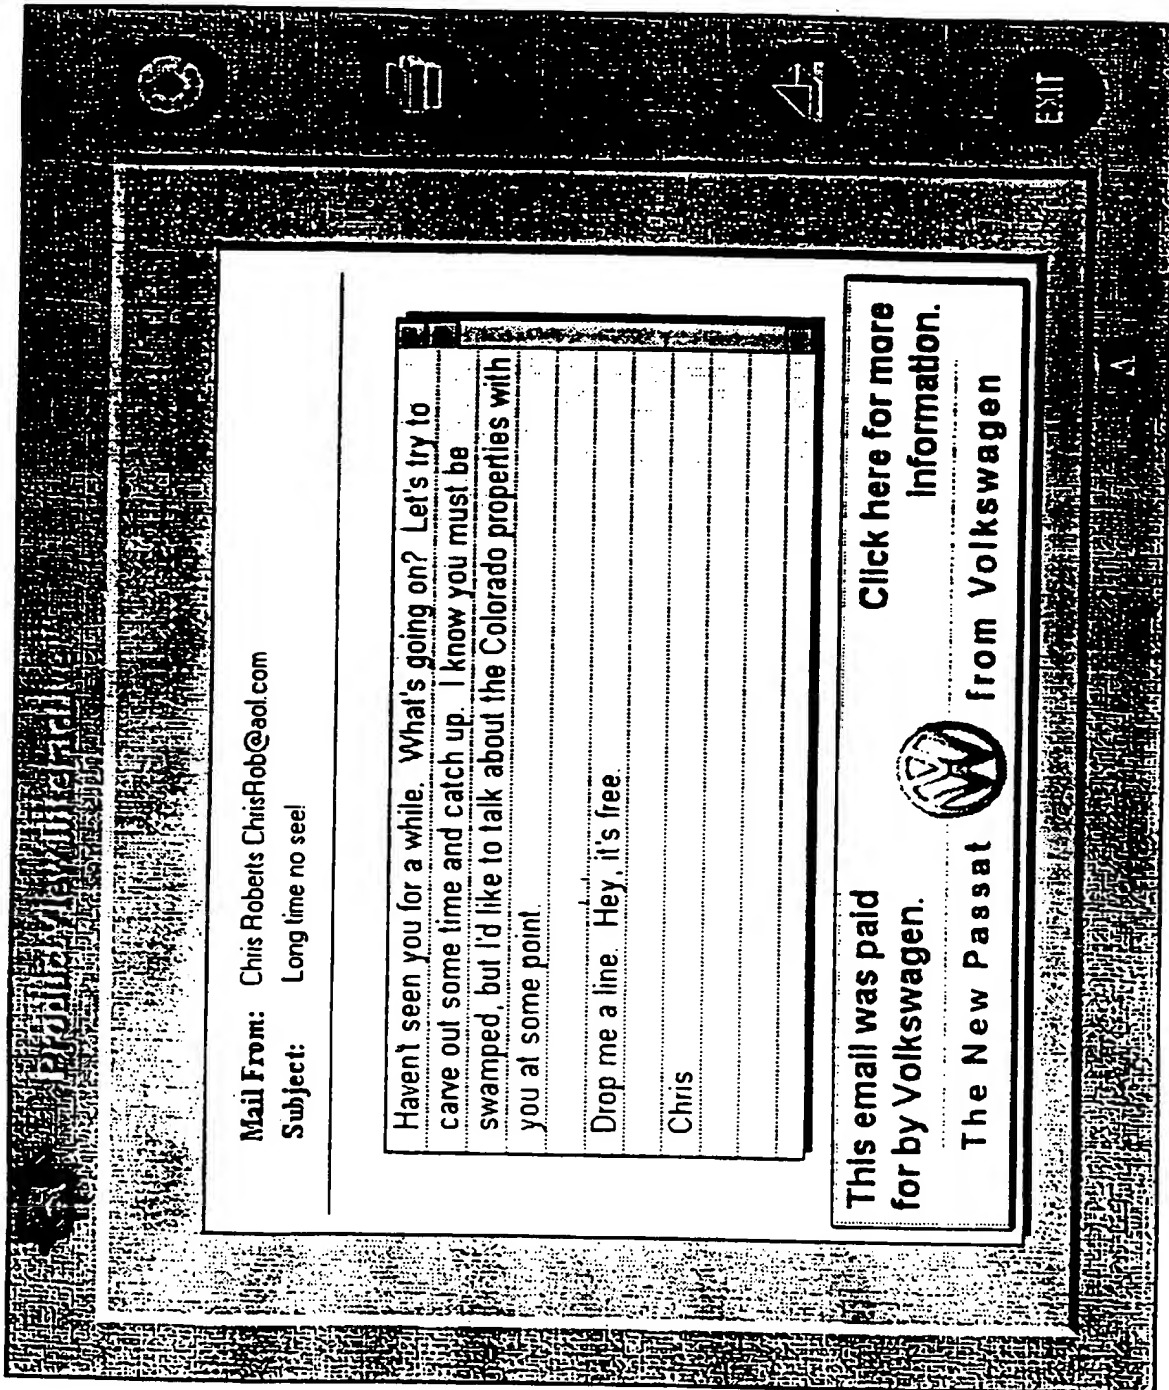 Mail From: Chris Roberts ChrisRob@aol.com
Subject: Long time no see!
Haven't seen you for a while. What's going on? Let's try to
carve out some time and catch up. I know you must be
swamped, but I'd like to talk about the Colorado properties with
you at some point.
Drop me a line. Hey, it's free.
Chris
This email was paid
for by Volkswagen.
Click here for more
information.
The New Passat
from Volkswagen
EXIT
A